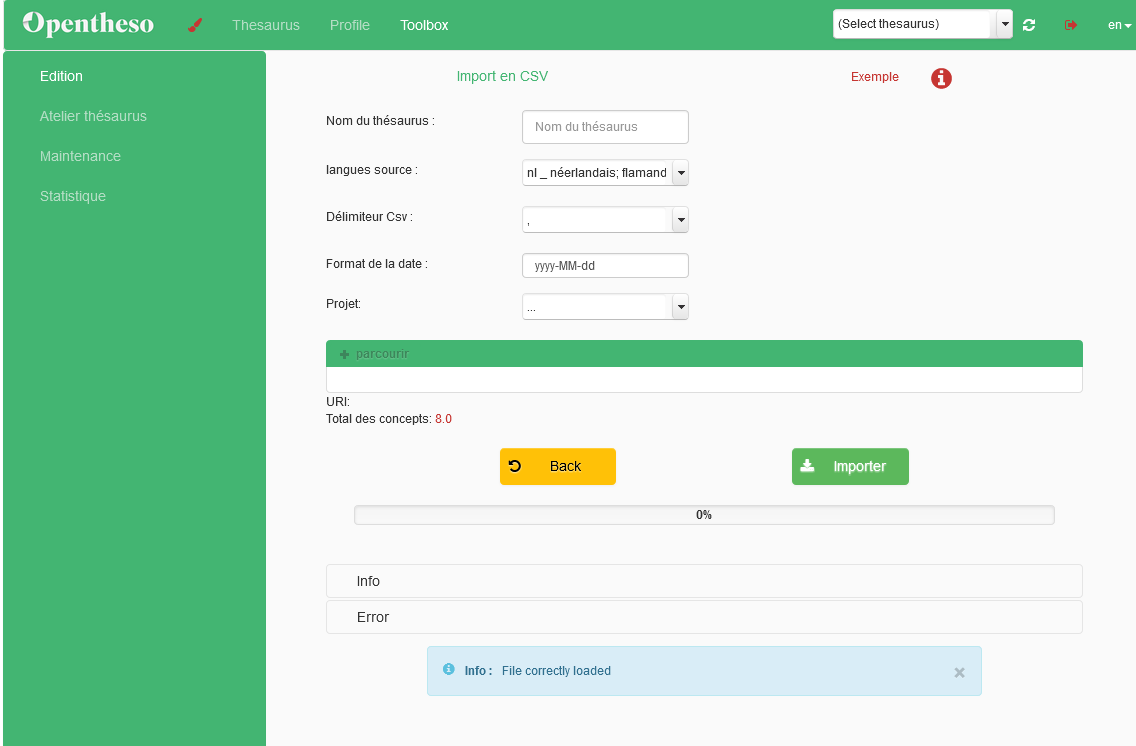 Opentheso
Thesaurus
Profile
Toolbox
(Select thesaurus)
en
Edition
Atelier thésaurus
Maintenance
Statistique
Import en CSV
Exemple
Nom du thésaurus :
Nom du thésaurus
langues source :
nl _ néerlandais; flamand
Délimiteur Csv :
,
Format de la date :
yyyy-MM-dd
Projet:
...
parcourir
URI:
Total des concepts: 8.0
Back
Importer
0%
Info
Error
Info : File correctly loaded